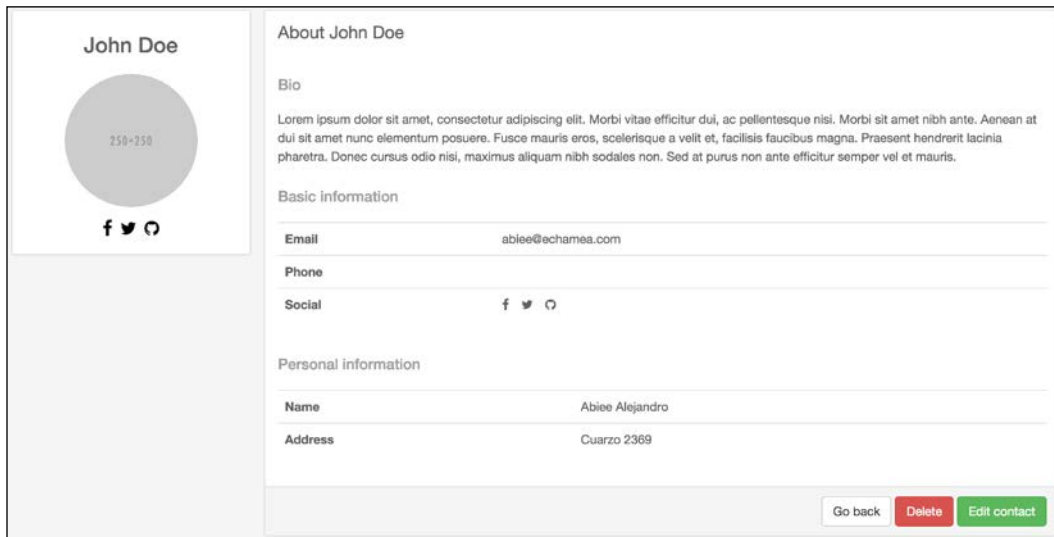 John Doe
250×250
About John Doe
Bio
Lorem ipsum dolor sit amet, consectetur adipiscing elit. Morbi vitae efficitur dui, ac pellentesque nisi. Morbi sit amet nibh ante. Aenean at
dui sit amet nunc elementum posuere. Fusce mauris eros, scelerisque a velit et, facilisis faucibus magna. Praesent hendrerit lacinia
pharetra. Donec cursus odio nisi, maximus aliquam nibh sodales non. Sed at purus non ante efficitur semper vel et mauris.
Basic information
Email abiee@echamea.com
Phone
Social
Personal information
Name Abiee Alejandro
Address Cuarzo 2369
Go back Delete Edit contact